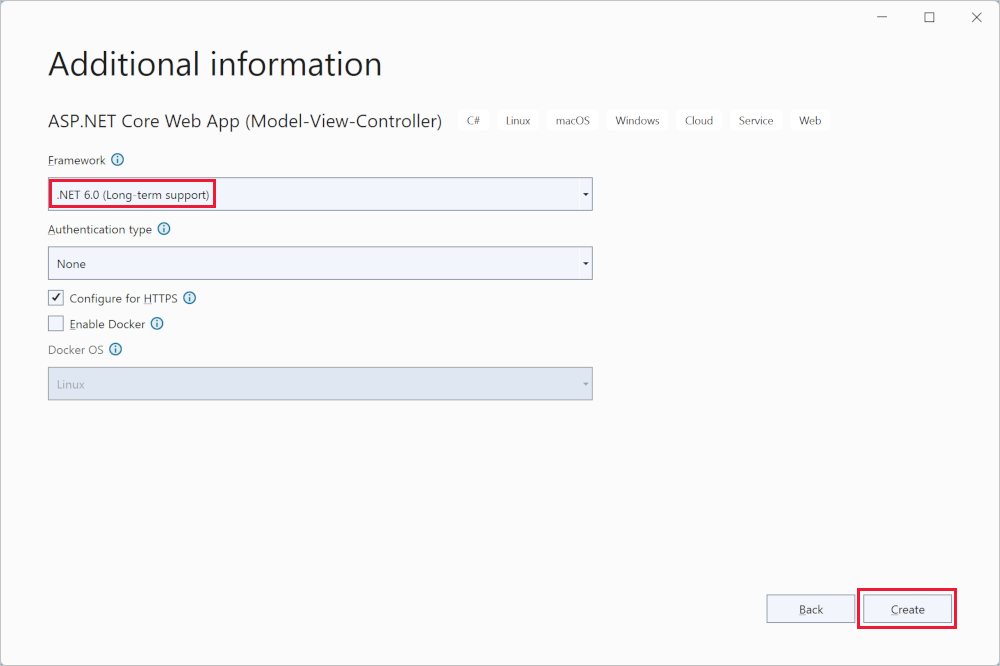 Additional information
ASP.NET Core Web App (Model-View-Controller) C# Linux macOS Windows Cloud Service Web
Framework
.NET 6.0 (Long-term support)
Authentication type
None
Configure for HTTPS
Enable Docker
Docker OS
Linux
Back Create